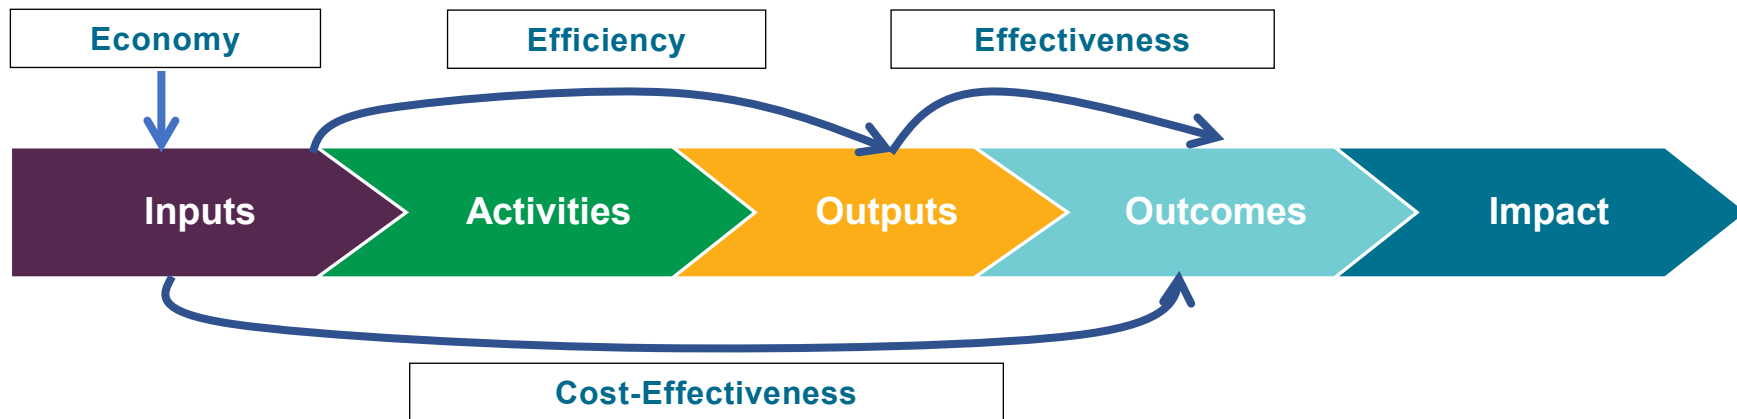 Economy
Efficiency
Effectiveness
Inputs
Activities
Outputs
Outcomes
Impact
Cost-Effectiveness